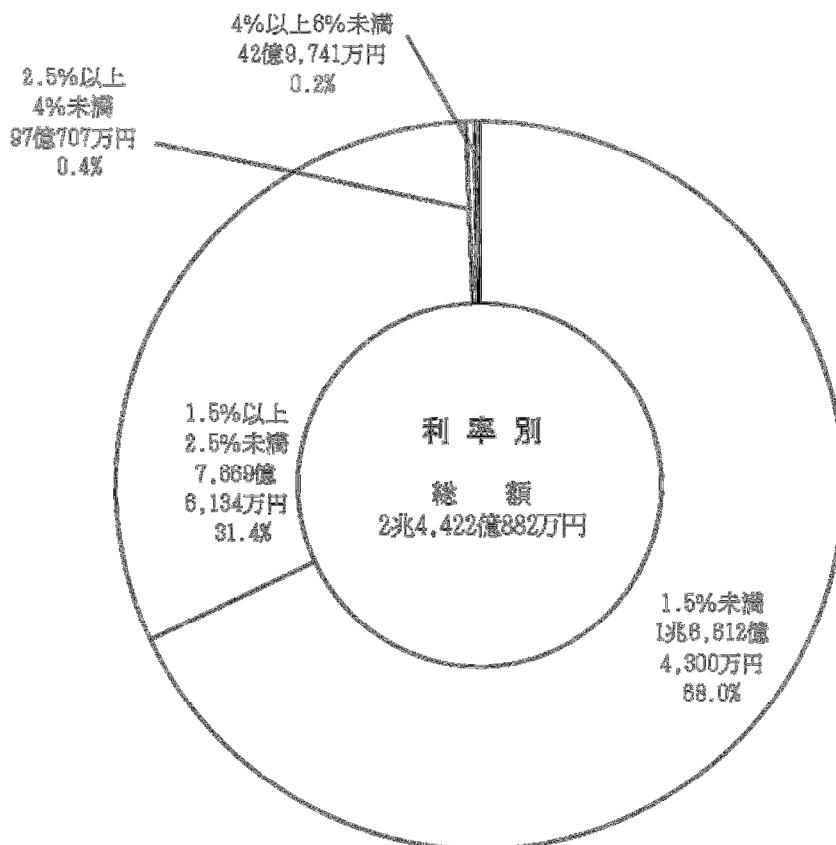 4%以上6%未満
42億9,741万円
0.2%
2.5%以上
4%未満
97億707万円
0.4%
1.5%以上
2.5%未満
7,669億
6,134万円
31.4%
利 率 別
総 額
2兆4,422億882万円
1.5%未満
1兆6,612億
4,300万円
68.0%